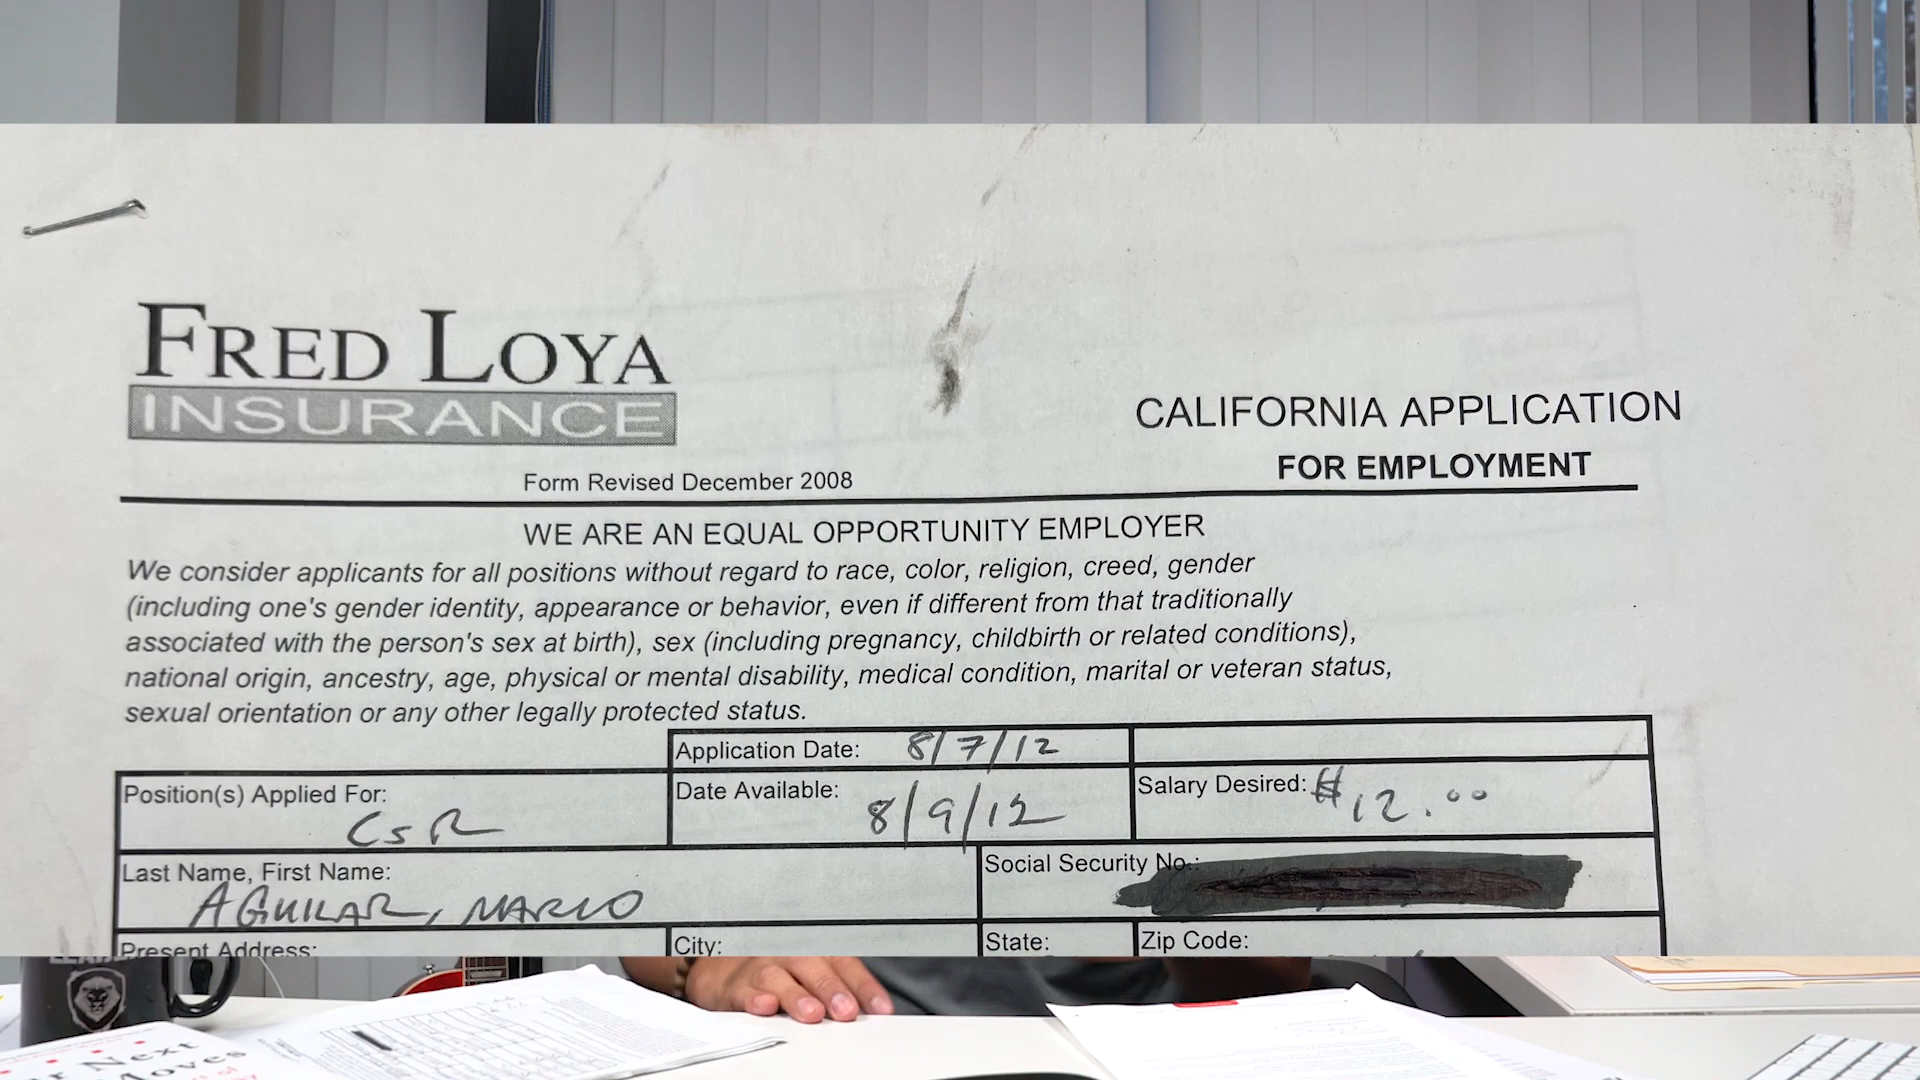 FRED LOYA
INSURANCE
CALIFORNIA APPLICATION
FOR EMPLOYMENT
Form Revised December 2008
WE ARE AN EQUAL OPPORTUNITY EMPLOYER
We consider applicants for all positions without regard to race, color, religion, creed, gender
(including one's gender identity, appearance or behavior, even if different from that traditionally
associated with the person's sex at birth), sex (including pregnancy, childbirth or related conditions),
national origin, ancestry, age, physical or mental disability, medical condition, marital or veteran status,
sexual orientation or any other legally protected status.
Application Date: 8/7/12
Position(s) Applied For: CSR
Date Available: 8/9/12
Salary Desired: $12.00
Last Name, First Name: AGUILAR, MARIO
Social Security No.:
Present Address:
City:
State:
Zip Code:
Next
Moves